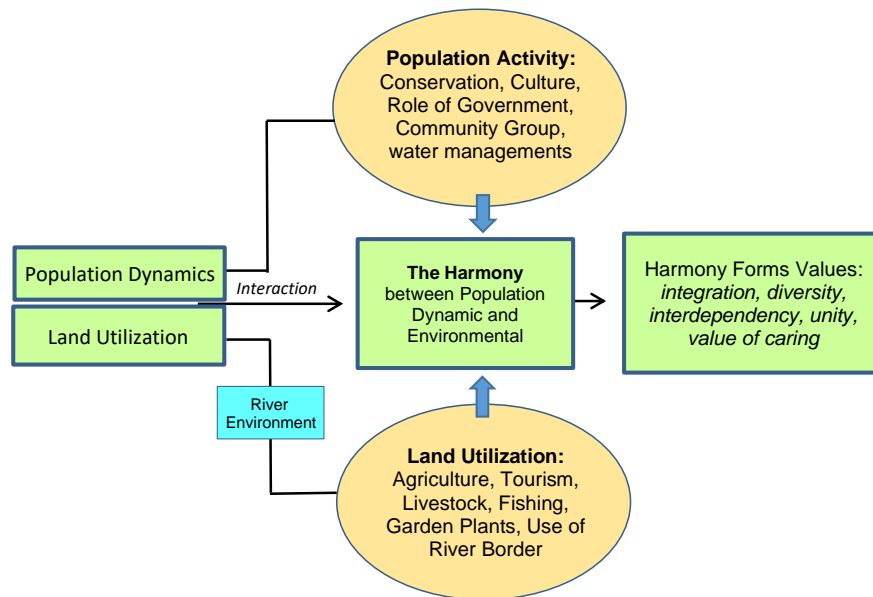 Population Activity:
Conservation, Culture,
Role of Government,
Community Group,
water managements
Population Dynamics
Interaction
Land Utilization
The Harmony
between Population
Dynamic and
Environmental
Harmony Forms Values:
integration, diversity,
interdependency, unity,
value of caring
River
Environment
Land Utilization:
Agriculture, Tourism,
Livestock, Fishing,
Garden Plants, Use of
River Border